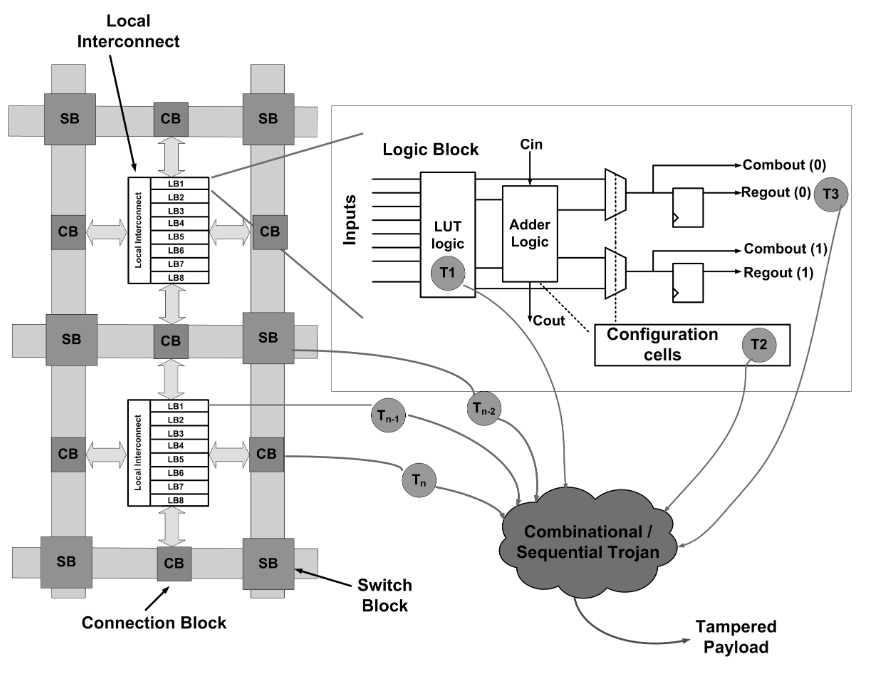 Local
Interconnect
SB
CB
SB
LB1
LB2
LB3
LB4
LB5
LB6
LB7
LB8
Local Interconnect
CB
CB
SB
CB
SB
LB1
LB2
LB3
LB4
LB5
LB6
LB7
LB8
Local Interconnect
CB
CB
SB
CB
SB
Connection Block
Switch
Block
Logic Block
Inputs
LUT
logic
T1
Cin
Adder
Logic
Cout
Combout (0)
Regout (0)
T3
Combout (1)
Regout (1)
Configuration
cells
T2
Tn-1
Tn-2
Tn
Combinational /
Sequential Trojan
Tampered
Payload